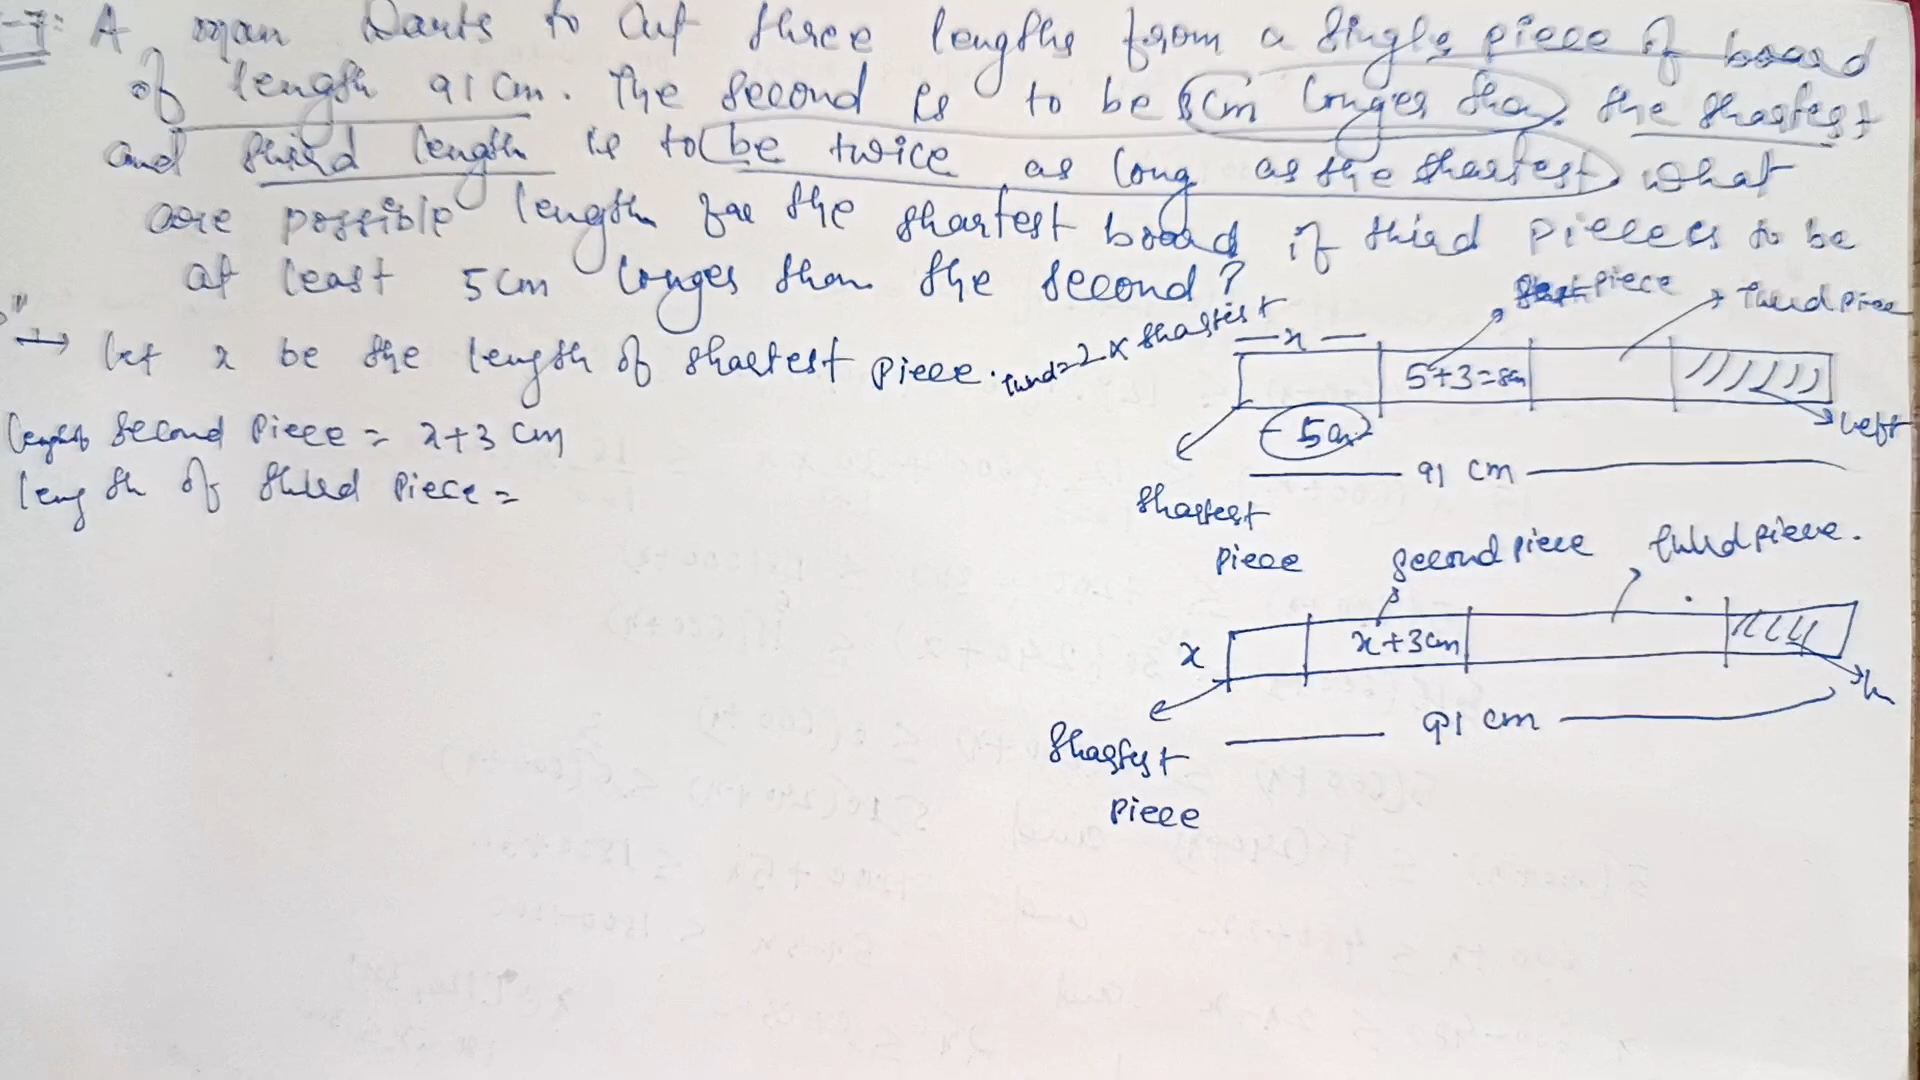 -7: A man wants to cut three lengths from a single piece of board
of length 91 cm. The second is to be 3cm longer than the shortest
and third length is to be twice as long as the shortest. what
are possible length for the shortest board if third pieces to be
at least 5cm longer than the second?
→ let x be the length of shortest piece.
third = 2 x shortest
length second piece = x+3 cm
length of third piece =
piece
third piece
x
5+3=8cm
5cm
left
91 cm
shortest
piece
second piece
third piece.
x
x+3cm
91 cm
shortest
piece